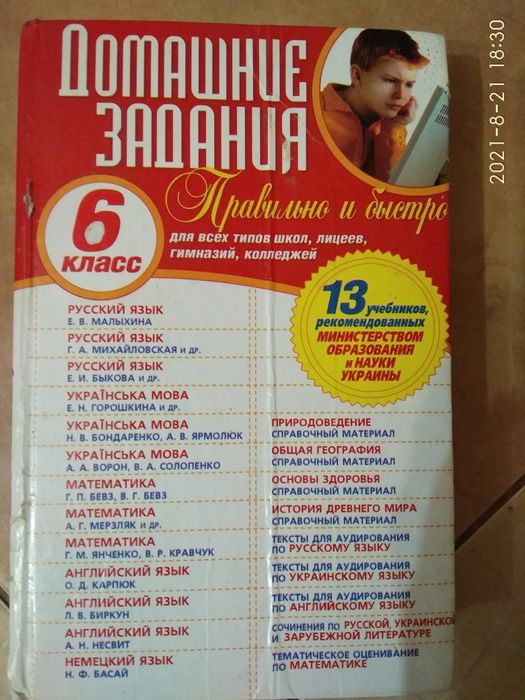 ДОМАШНИЕ
ЗАДАНИЯ
2021-8-21 18:30
Правильно и быстро
6
КЛАСС
для всех типов школ, лицеев,
гимназий, колледжей
13 учебников,
рекомендованных
МИНИСТЕРСТВОМ
ОБРАЗОВАНИЯ
и НАУКИ
УКРАИНЫ
РУССКИЙ ЯЗЫК
Е. В. МАЛЫХИНА
РУССКИЙ ЯЗЫК
Г. А. МИХАЙЛОВСКАЯ И ДР.
РУССКИЙ ЯЗЫК
Е. И. БЫКОВА И ДР.
УКРАЇНСЬКА МОВА
Е. Н. ГОРОШКИНА И ДР.
УКРАЇНСЬКА МОВА
Н. В. БОНДАРЕНКО, А. В. ЯРМОЛЮК
УКРАЇНСЬКА МОВА
А. А. ВОРОН, В. А. СОЛОПЕНКО
МАТЕМАТИКА
Г. П. БЕВЗ, В. Г. БЕВЗ
МАТЕМАТИКА
А. Г. МЕРЗЛЯК И ДР.
МАТЕМАТИКА
Г. М. ЯНЧЕНКО, В. Р. КРАВЧУК
АНГЛИЙСКИЙ ЯЗЫК
О. Д. КАРПЮК
АНГЛИЙСКИЙ ЯЗЫК
Л. В. БИРКУН
АНГЛИЙСКИЙ ЯЗЫК
А. Н. НЕСВИТ
НЕМЕЦКИЙ ЯЗЫК
Н. Ф. БАСАЙ
ПРИРОДОВЕДЕНИЕ
СПРАВОЧНЫЙ МАТЕРИАЛ
ОБЩАЯ ГЕОГРАФИЯ
СПРАВОЧНЫЙ МАТЕРИАЛ
ОСНОВЫ ЗДОРОВЬЯ
СПРАВОЧНЫЙ МАТЕРИАЛ
ИСТОРИЯ ДРЕВНЕГО МИРА
СПРАВОЧНЫЙ МАТЕРИАЛ
ТЕКСТЫ ДЛЯ АУДИРОВАНИЯ
ПО РУССКОМУ ЯЗЫКУ
ТЕКСТЫ ДЛЯ АУДИРОВАНИЯ
ПО УКРАИНСКОМУ ЯЗЫКУ
ТЕКСТЫ ДЛЯ АУДИРОВАНИЯ
ПО АНГЛИЙСКОМУ ЯЗЫКУ
СОЧИНЕНИЯ ПО РУССКОЙ, УКРАИНСКОЙ
И ЗАРУБЕЖНОЙ ЛИТЕРАТУРЕ
ТЕМАТИЧЕСКОЕ ОЦЕНИВАНИЕ
ПО МАТЕМАТИКЕ